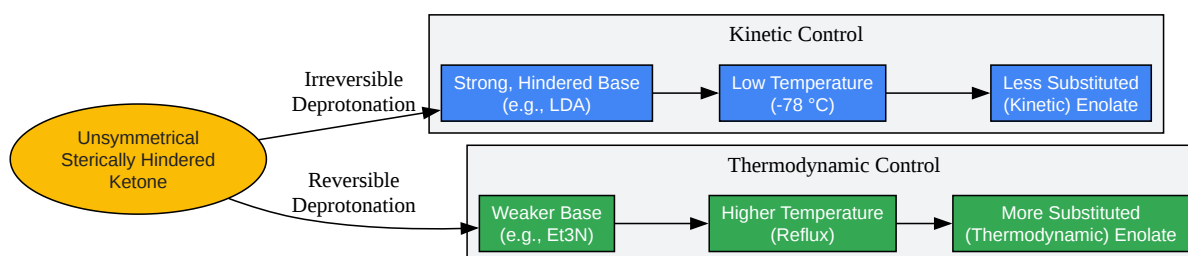 Kinetic Control
Irreversible
Deprotonation
Strong, Hindered Base
(e.g., LDA)
Low Temperature
(-78 °C)
Less Substituted
(Kinetic) Enolate
Unsymmetrical
Sterically Hindered
Ketone
Thermodynamic Control
Reversible
Deprotonation
Weaker Base
(e.g., Et3N)
Higher Temperature
(Reflux)
More Substituted
(Thermodynamic) Enolate